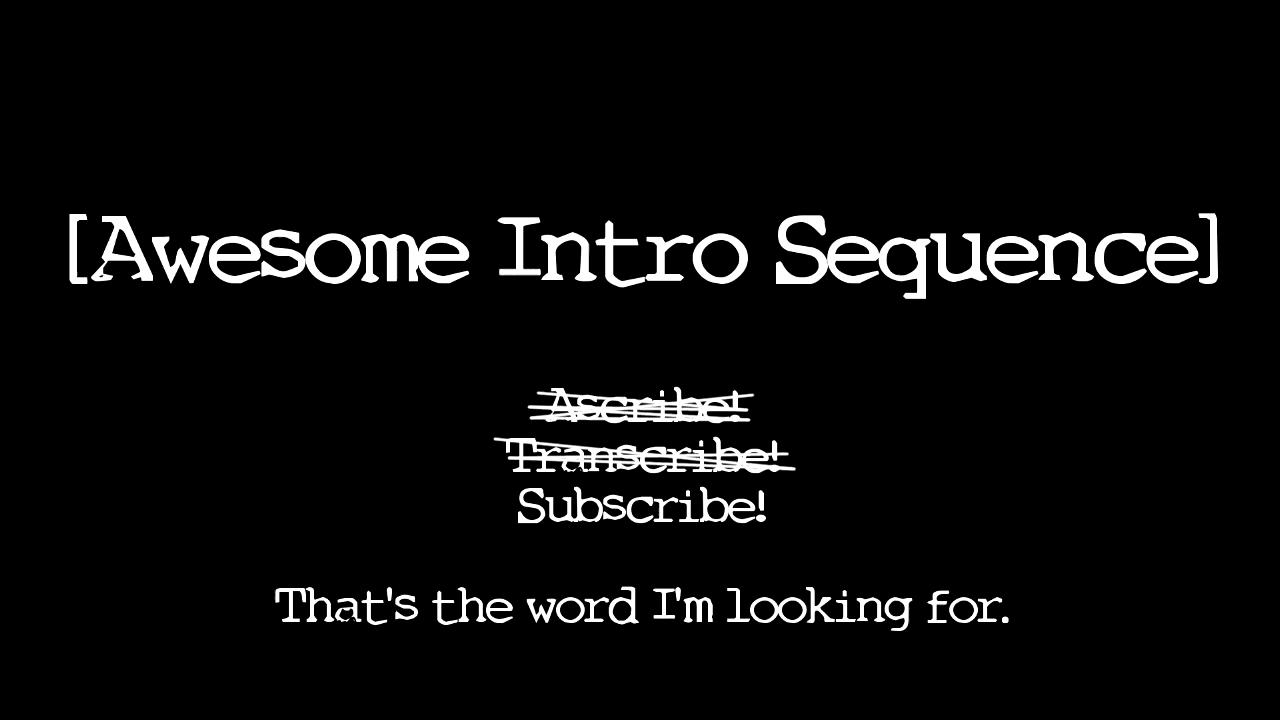 [Awesome Intro Sequence]
Ascribe!
Transcribe!
Subscribe!
That's the word I'm looking for.